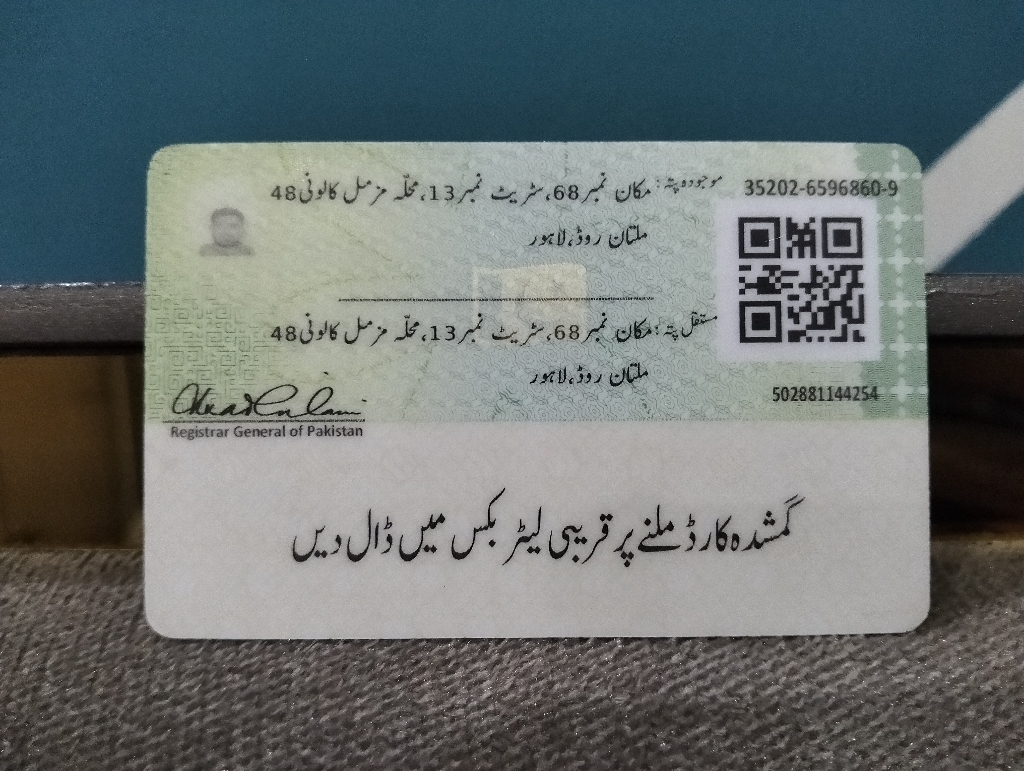 35202-6596860-9
موجودہ پتہ: مکان نمبر 68، سٹریٹ نمبر 13، محلہ مزمل کالونی 48
ملتان روڈ، لاہور
مستقل پتہ: مکان نمبر 68، سٹریٹ نمبر 13، محلہ مزمل کالونی 48
ملتان روڈ، لاہور
502881144254
Registrar General of Pakistan
گمشدہ کارڈ ملنے پر قریبی لیٹر بکس میں ڈال دیں